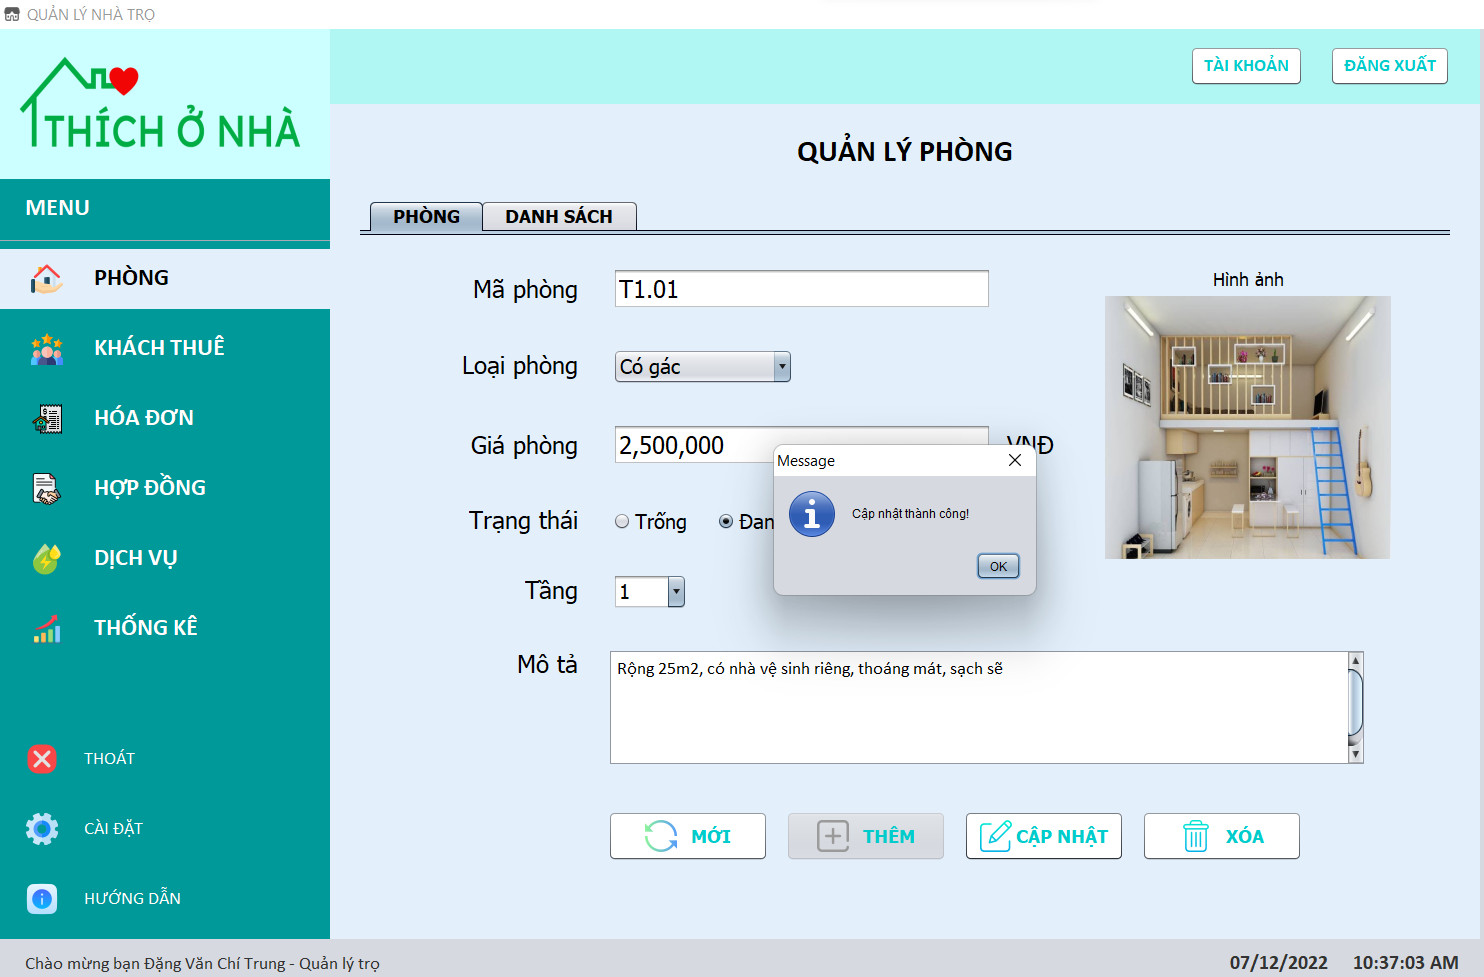 QUẢN LÝ NHÀ TRỌ
THÍCH Ở NHÀ
TÀI KHOẢN
ĐĂNG XUẤT
MENU
PHÒNG
KHÁCH THUÊ
HÓA ĐƠN
HỢP ĐỒNG
DỊCH VỤ
THỐNG KÊ
THOÁT
CÀI ĐẶT
HƯỚNG DẪN
QUẢN LÝ PHÒNG
PHÒNG
DANH SÁCH
Mã phòng
T1.01
Hình ảnh
Loại phòng
Có gác
Giá phòng
2,500,000
VNĐ
Message
Cập nhật thành công!
OK
Trạng thái
Trống
Tầng
1
Mô tả
Rộng 25m2, có nhà vệ sinh riêng, thoáng mát, sạch sẽ
MỚI
THÊM
CẬP NHẬT
XÓA
Chào mừng bạn Đặng Văn Chí Trung - Quản lý trọ
07/12/2022
10:37:03 AM